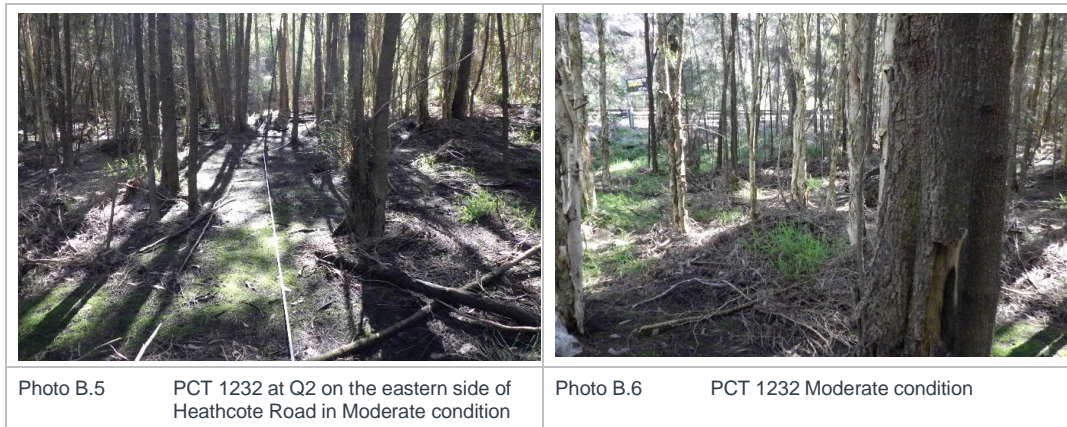 Photo B.5 PCT 1232 at Q2 on the eastern side of
Heathcote Road in Moderate condition
Photo B.6 PCT 1232 Moderate condition